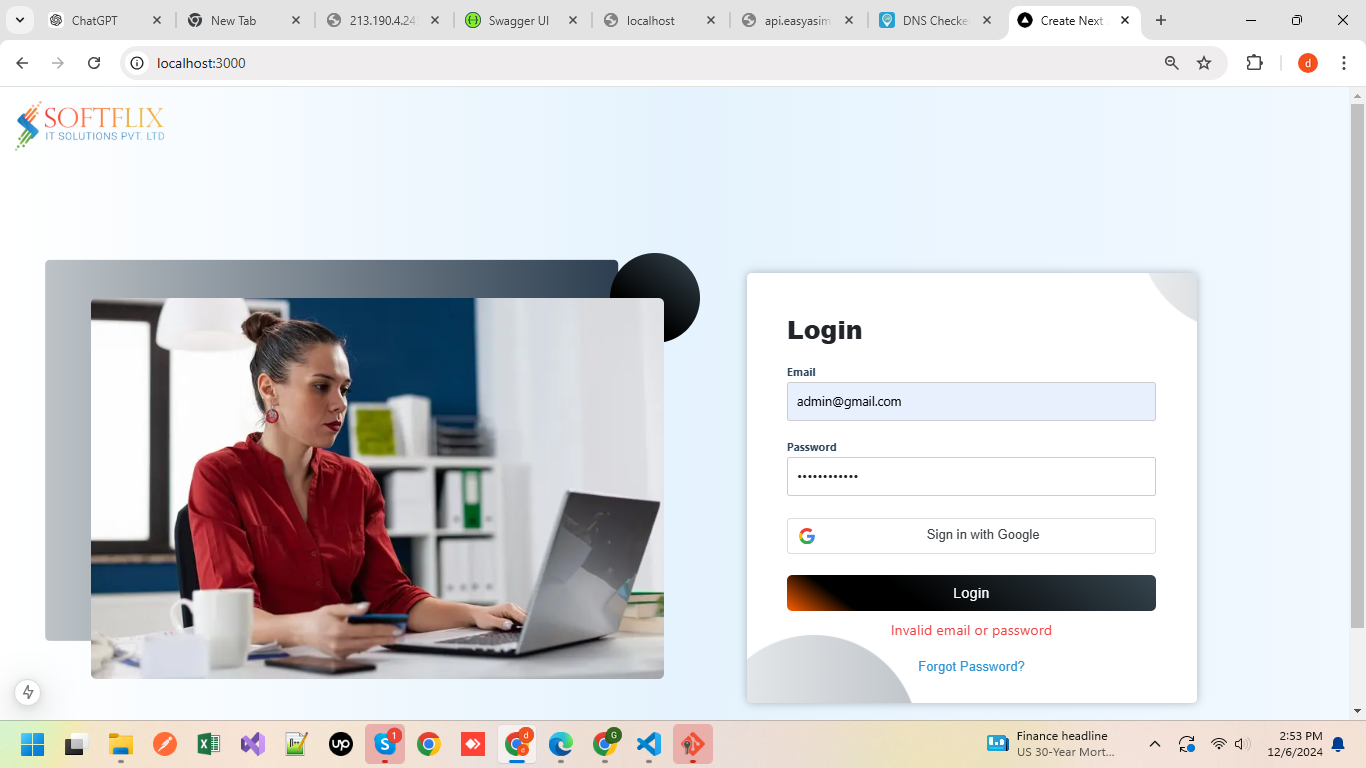 ChatGPT
New Tab
213.190.4.24
Swagger UI
localhost
api.easyasim
DNS Checke
Create Next
localhost:3000
d
SOFTFLIX
IT SOLUTIONS PVT. LTD
Login
Email
admin@gmail.com
Password
••••••••••••
Sign in with Google
Login
Invalid email or password
Forgot Password?
up
S
1
d
d
G
Finance headline
US 30-Year Mort...
2:53 PM
12/6/2024